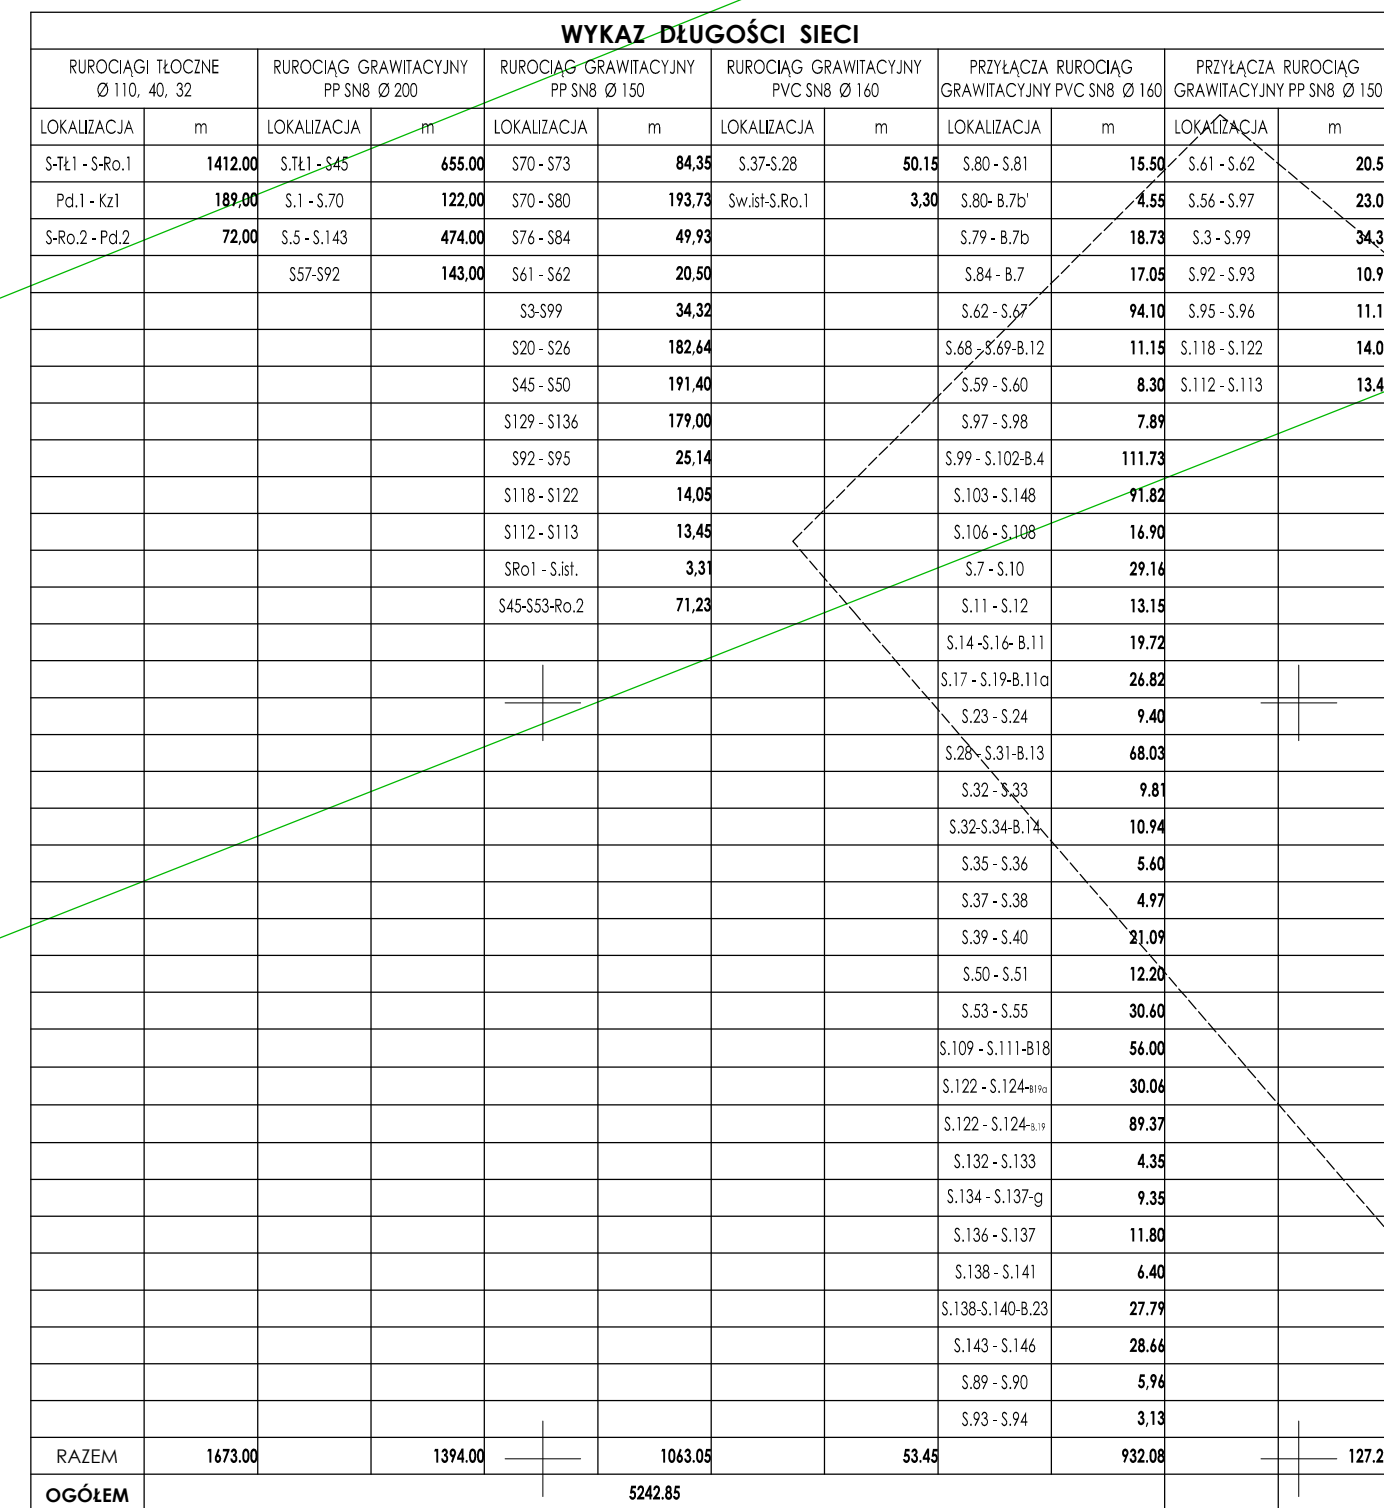 WYKAZ DŁUGOŚCI SIECI
RUROCIĄGI TŁOCZNE RUROCIĄG GRAWITACYJNY RUROCIĄG GRAWITACYJNY RUROCIĄG GRAWITACYJNY PRZYŁĄCZA RUROCIĄG PRZYŁĄCZA RUROCIĄG
Ø 110, 40, 32 PP SN8 Ø 200 PP SN8 Ø 150 PVC SN8 Ø 160 GRAWITACYJNY PVC SN8 Ø 160 GRAWITACYJNY PP SN8 Ø 150
LOKALIZACJA m LOKALIZACJA m LOKALIZACJA m LOKALIZACJA m LOKALIZACJA m LOKALIZACJA m
S-TŁ1 - S-Ro.1 1412.00 S.TŁ1 - S45 655.00 S70 - S73 84,35 S.37-S.28 50.15 S.80 - S.81 15.50 S.61 - S.62 20.5
Pd.1 - Kz1 189,00 S.1 - S.70 122,00 S70 - S80 193,73 Sw.ist-S.Ro.1 3,30 S.80- B.7b' 4.55 S.56 - S.97 23.0
S-Ro.2 - Pd.2 72,00 S.5 - S.143 474.00 S76 - S84 49,93 S.79 - B.7b 18.73 S.3 - S.99 34.3
S57-S92 143,00 S61 - S62 20,50 S.84 - B.7 17.05 S.92 - S.93 10.9
S3-S99 34,32 S.62 - S.67 94.10 S.95 - S.96 11.1
S20 - S26 182,64 S.68 - S.69-B.12 11.15 S.118 - S.122 14.0
S45 - S50 191,40 S.59 - S.60 8.30 S.112 - S.113 13.4
S129 - S136 179,00 S.97 - S.98 7.89
S92 - S95 25,14 S.99 - S.102-B.4 111.73
S118 - S122 14,05 S.103 - S.148 91.82
S112 - S113 13,45 S.106 - S.108 16.90
SRo1 - S.ist. 3,31 S.7 - S.10 29.16
S45-S53-Ro.2 71,23 S.11 - S.12 13.15
S.14 -S.16- B.11 19.72
S.17 - S.19-B.11a 26.82
S.23 - S.24 9.40
S.28 - S.31-B.13 68.03
S.32 - S.33 9.81
S.32-S.34-B.14 10.94
S.35 - S.36 5.60
S.37 - S.38 4.97
S.39 - S.40 21.09
S.50 - S.51 12.20
S.53 - S.55 30.60
S.109 - S.111-B18 56.00
S.122 - S.124-B19a 30.06
S.122 - S.124-B.19 89.37
S.132 - S.133 4.35
S.134 - S.137-g 9.35
S.136 - S.137 11.80
S.138 - S.141 6.40
S.138-S.140-B.23 27.79
S.143 - S.146 28.66
S.89 - S.90 5,96
S.93 - S.94 3,13
RAZEM 1673.00 1394.00 1063.05 53.45 932.08 127.2
OGÓŁEM 5242.85